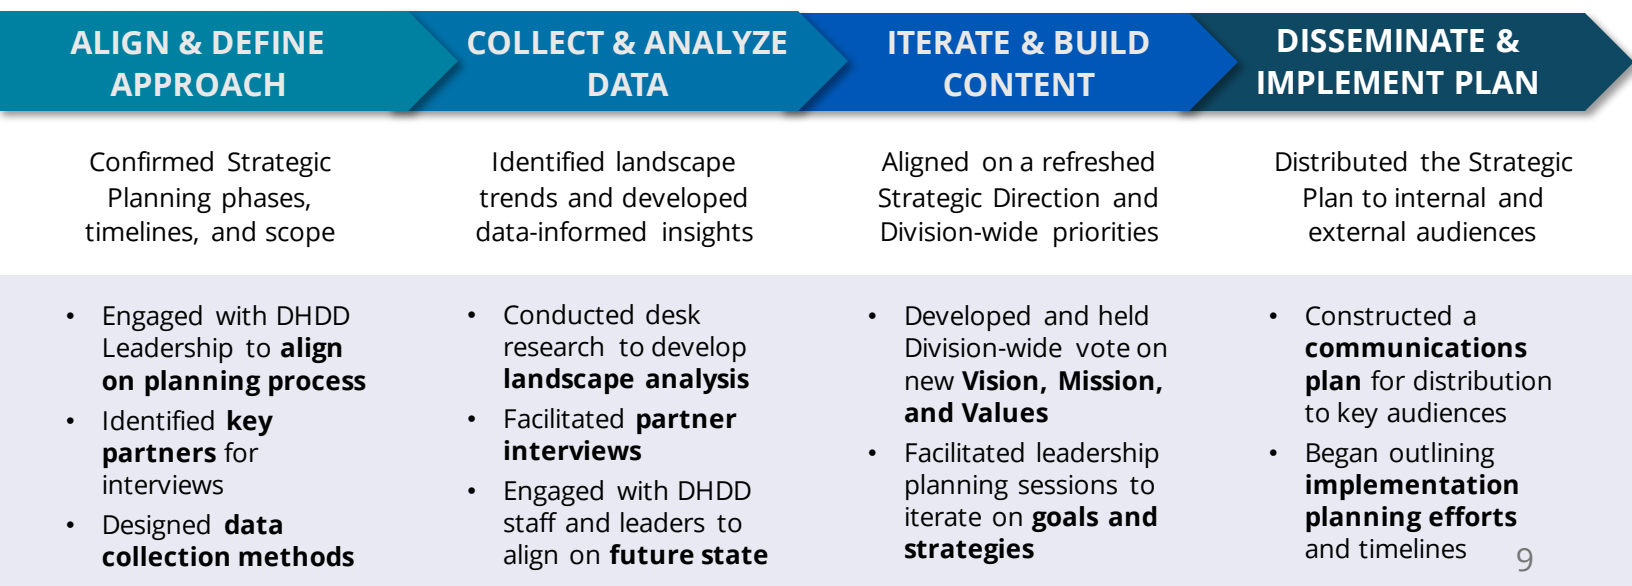 ALIGN & DEFINE
APPROACH
COLLECT & ANALYZE
DATA
ITERATE & BUILD
CONTENT
DISSEMINATE &
IMPLEMENT PLAN
Confirmed Strategic
Planning phases,
timelines, and scope
Identified landscape
trends and developed
data-informed insights
Aligned on a refreshed
Strategic Direction and
Division-wide priorities
Distributed the Strategic
Plan to internal and
external audiences
• Engaged with DHDD
Leadership to align
on planning process
• Identified key
partners for
interviews
• Designed data
collection methods
• Conducted desk
research to develop
landscape analysis
• Facilitated partner
interviews
• Engaged with DHDD
staff and leaders to
align on future state
• Developed and held
Division-wide vote on
new Vision, Mission,
and Values
• Facilitated leadership
planning sessions to
iterate on goals and
strategies
• Constructed a
communications
plan for distribution
to key audiences
• Began outlining
implementation
planning efforts
and timelines
9